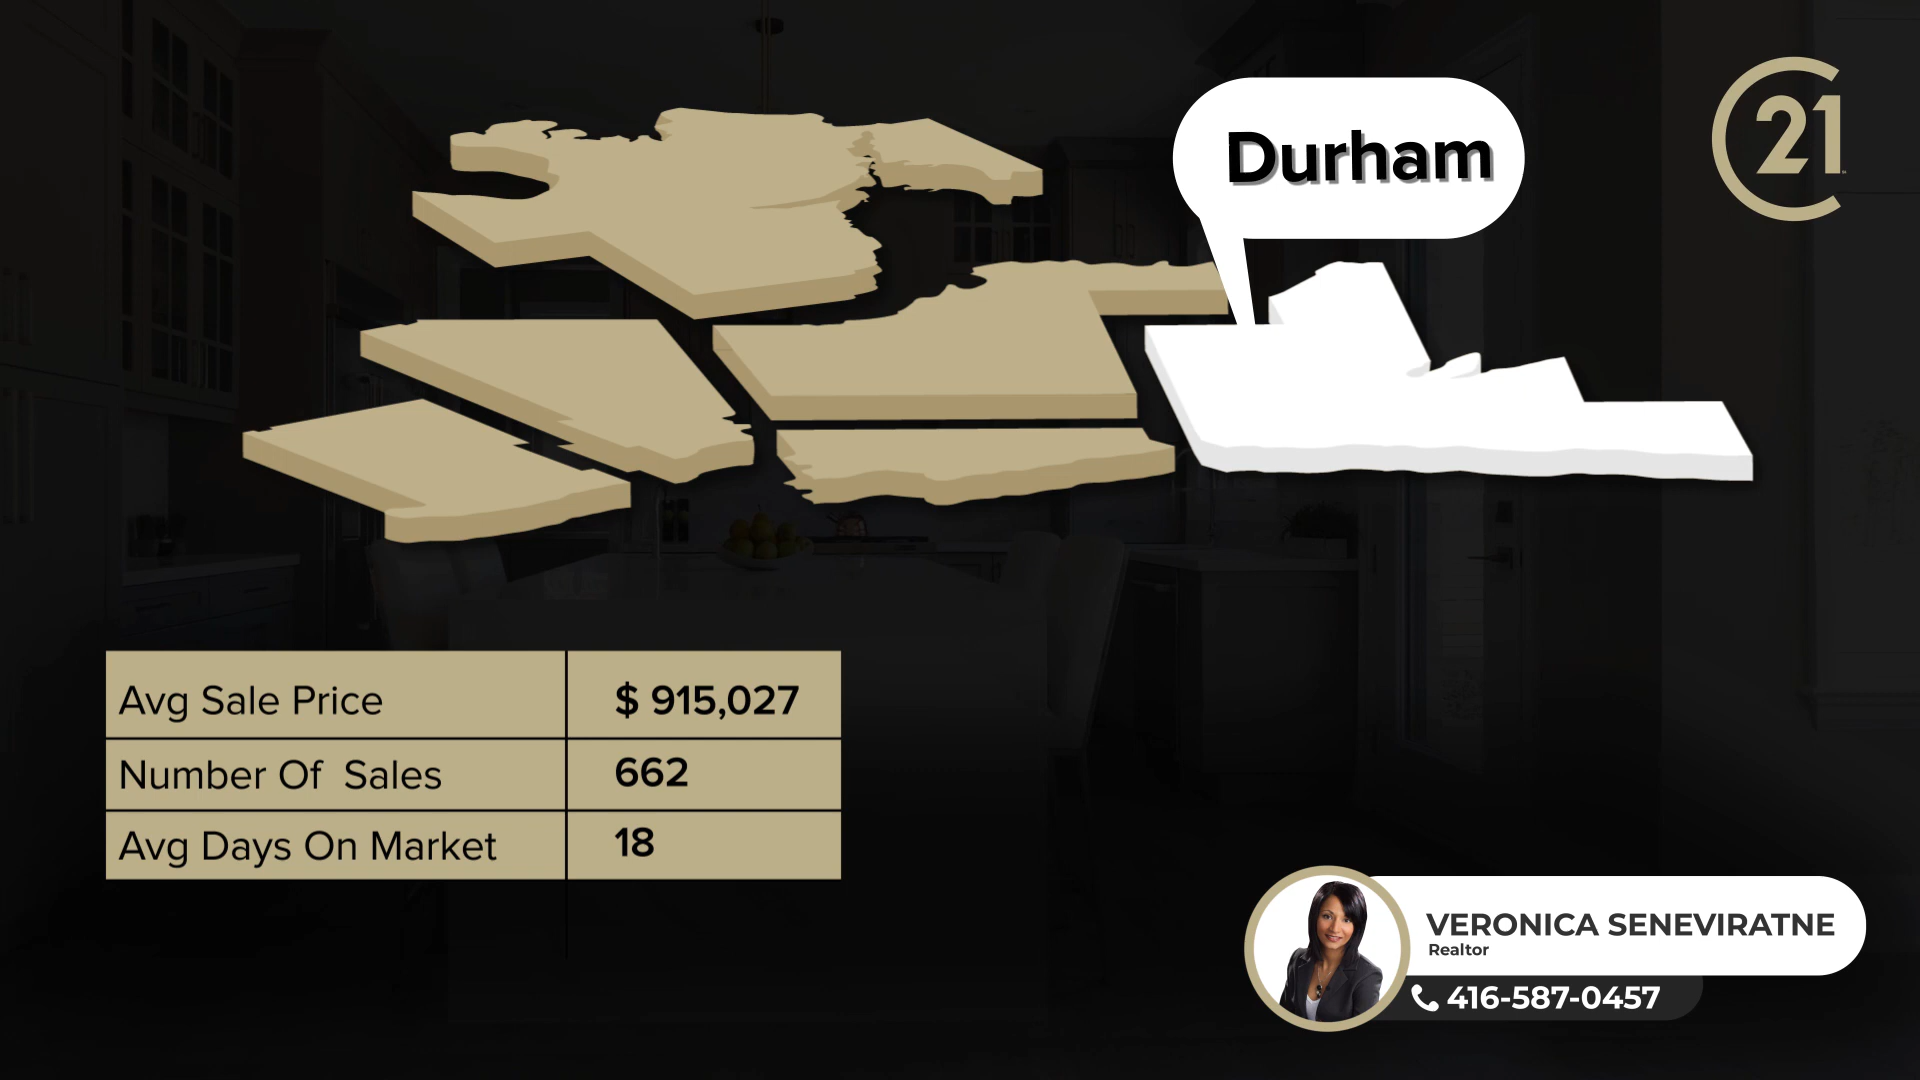 Durham
C21
Avg Sale Price $ 915,027
Number Of Sales 662
Avg Days On Market 18
VERONICA SENEVIRATNE
Realtor
416-587-0457